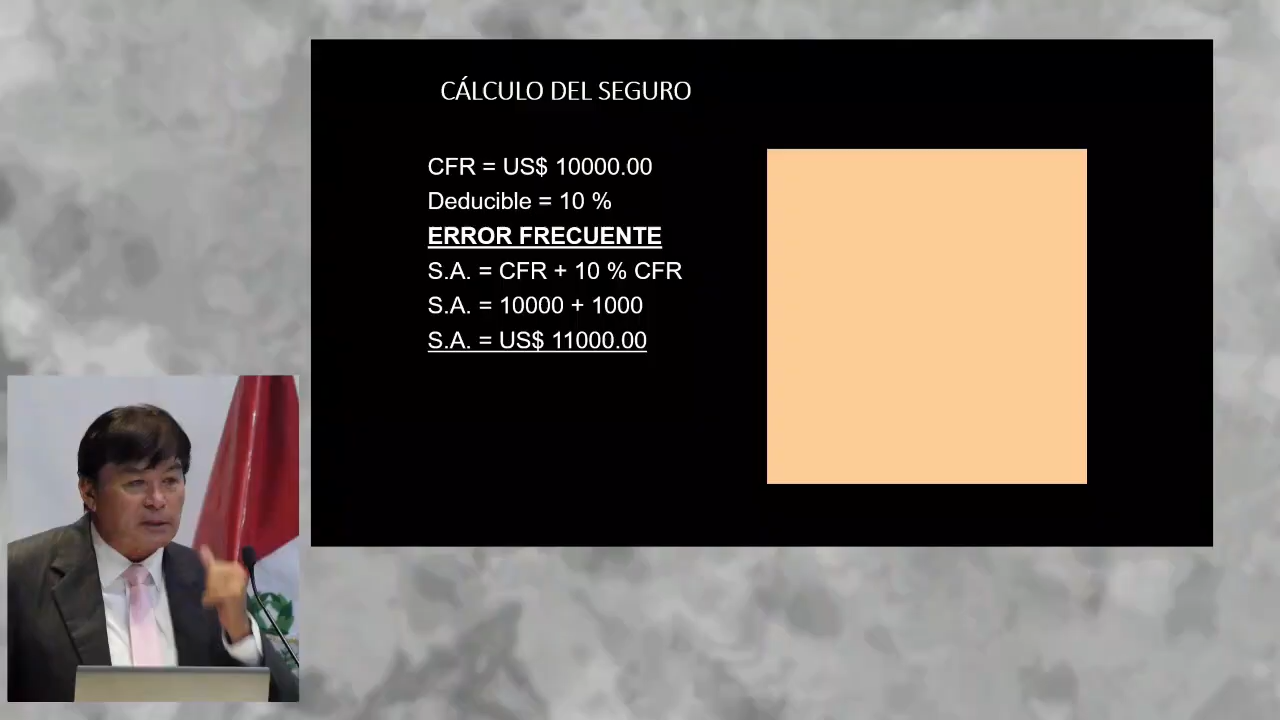 CÁLCULO DEL SEGURO
CFR = US$ 10000.00
Deducible = 10 %
ERROR FRECUENTE
S.A. = CFR + 10 % CFR
S.A. = 10000 + 1000
S.A. = US$ 11000.00